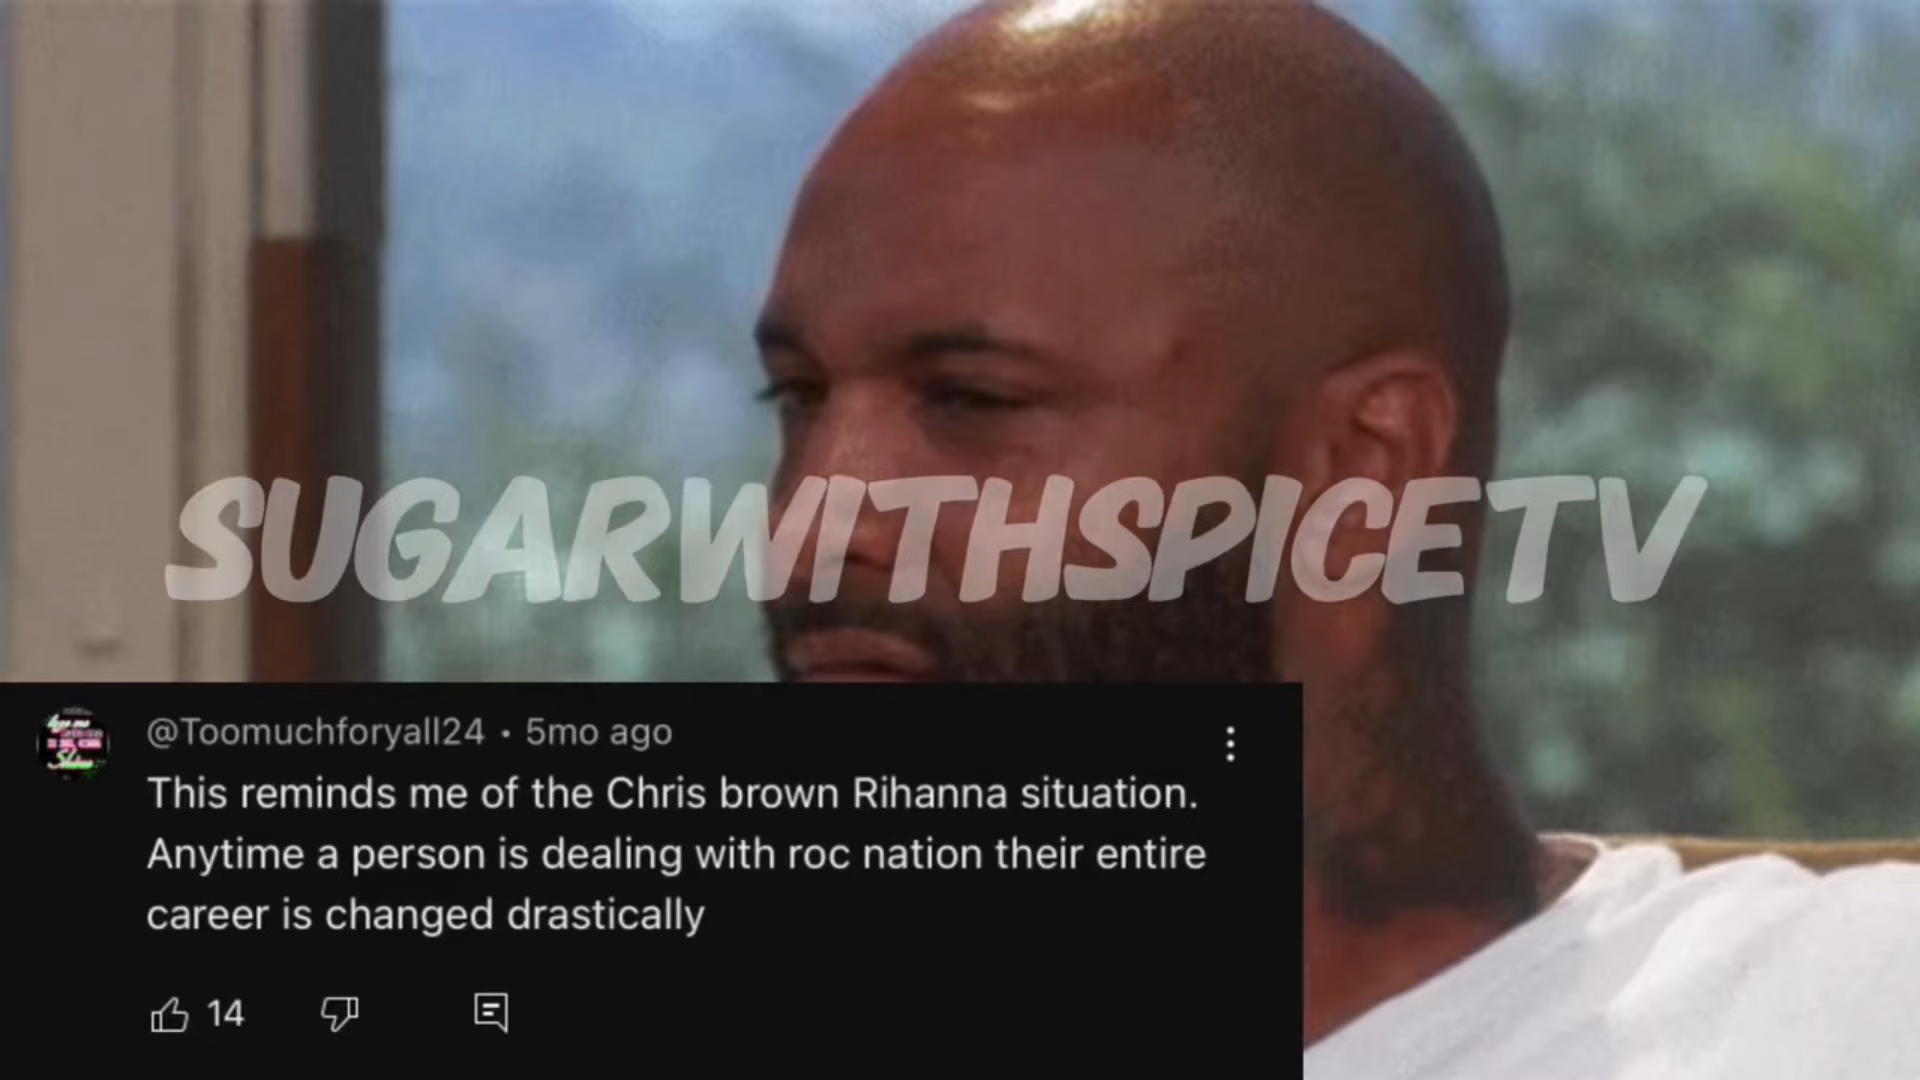 SUGARWITHSPICETV
@Toomuchforyall24 • 5mo ago
This reminds me of the Chris brown Rihanna situation.
Anytime a person is dealing with roc nation their entire
career is changed drastically
14